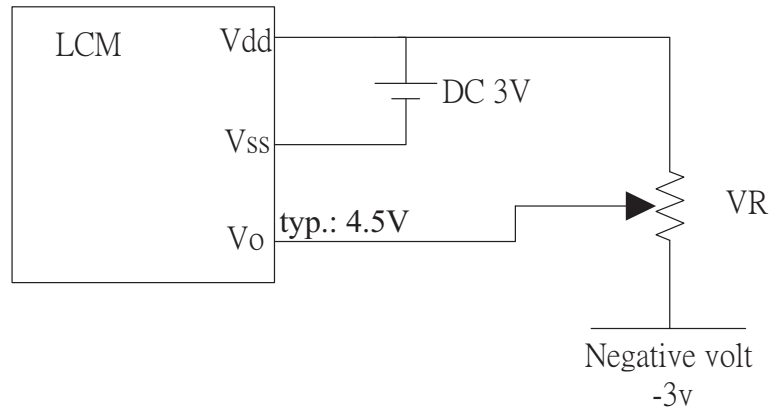 LCM
Vdd
DC 3V
Vss
VR
typ.: 4.5V
Vo
Negative volt
-3v